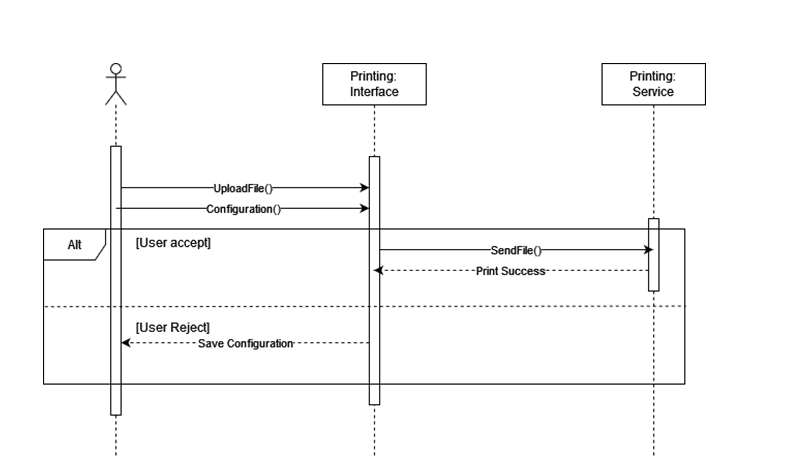 Printing:
Interface
Printing:
Service
UploadFile()
Configuration()
Alt
[User accept]
SendFile()
Print Success
[User Reject]
Save Configuration